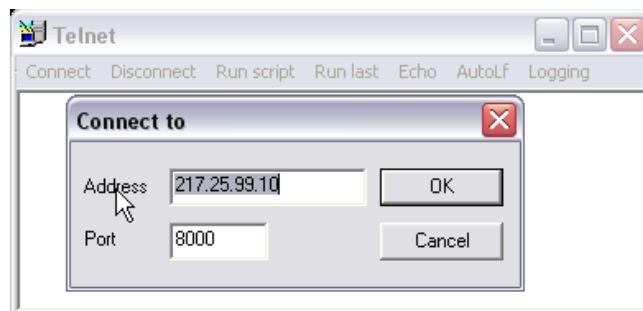 Telnet
Connect Disconnect Run script Run last Echo AutoLf Logging
Connect to
Address 217.25.99.10 OK
Port 8000 Cancel